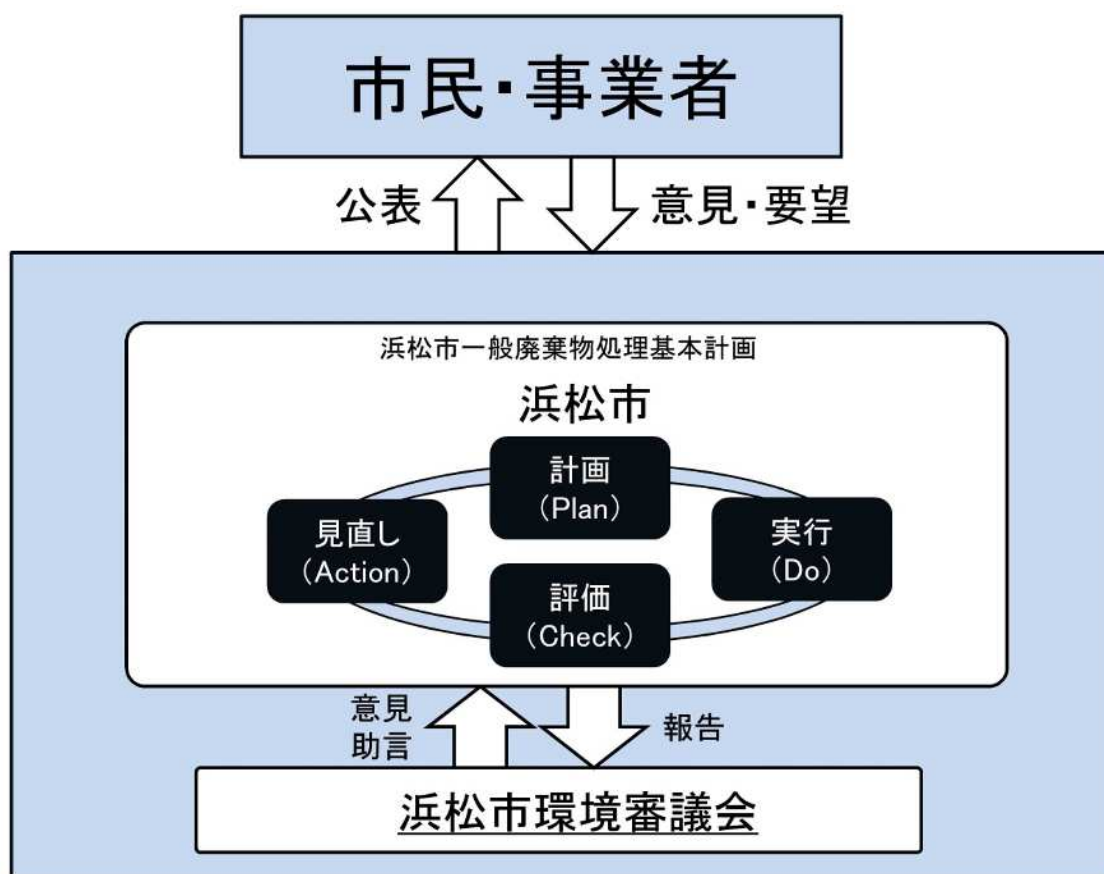 市民・事業者
公表
意見・要望
浜松市一般廃棄物処理基本計画
浜松市
計画
(Plan)
見直し
(Action)
実行
(Do)
評価
(Check)
意見
助言
報告
浜松市環境審議会